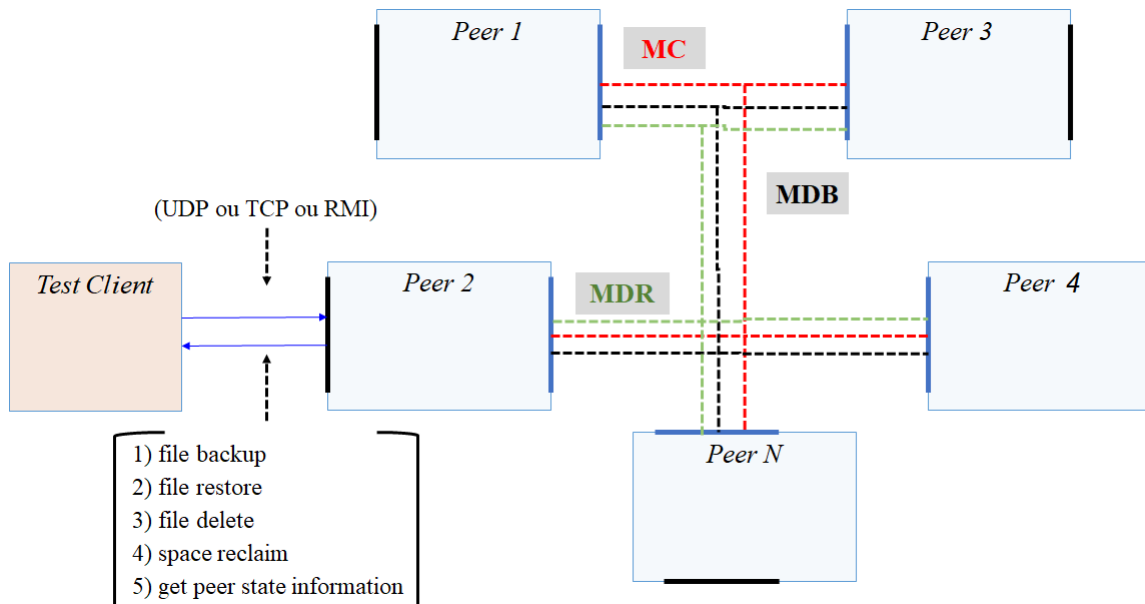 Peer 1
MC
Peer 3
MDB
(UDP ou TCP ou RMI)
Test Client
Peer 2
MDR
Peer 4
1) file backup
2) file restore
3) file delete
4) space reclaim
5) get peer state information
Peer N